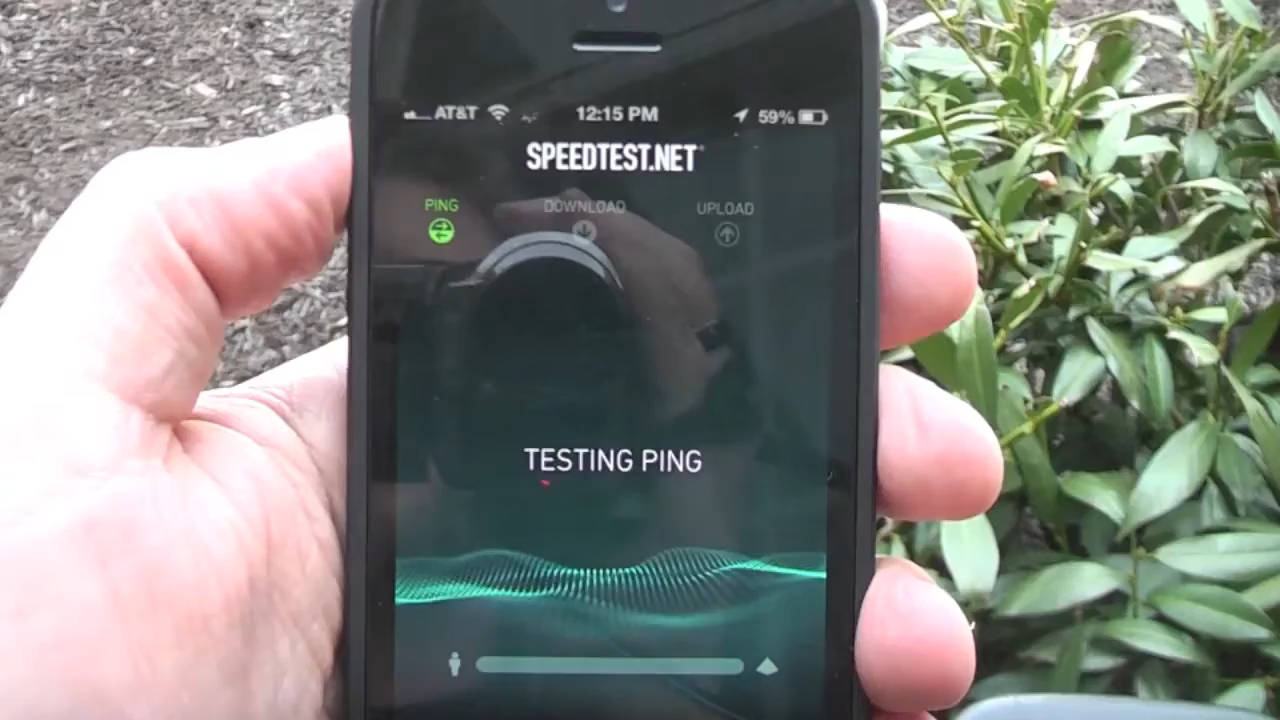 AT&T 12:15 PM 59%
SPEEDTEST.NET
PING DOWNLOAD UPLOAD
TESTING PING